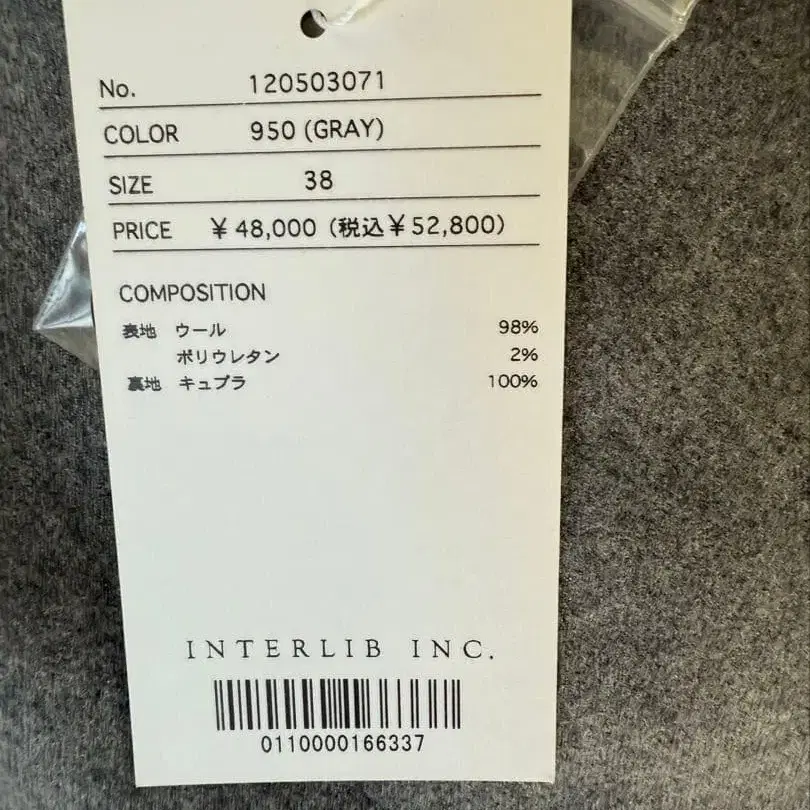 No. 120503071
COLOR 950 (GRAY)
SIZE 38
PRICE ¥48,000 (税込¥52,800)
COMPOSITION
表地 ウール 98%
ポリウレタン 2%
裏地 キュプラ 100%
INTERLIB INC.
0110000166337